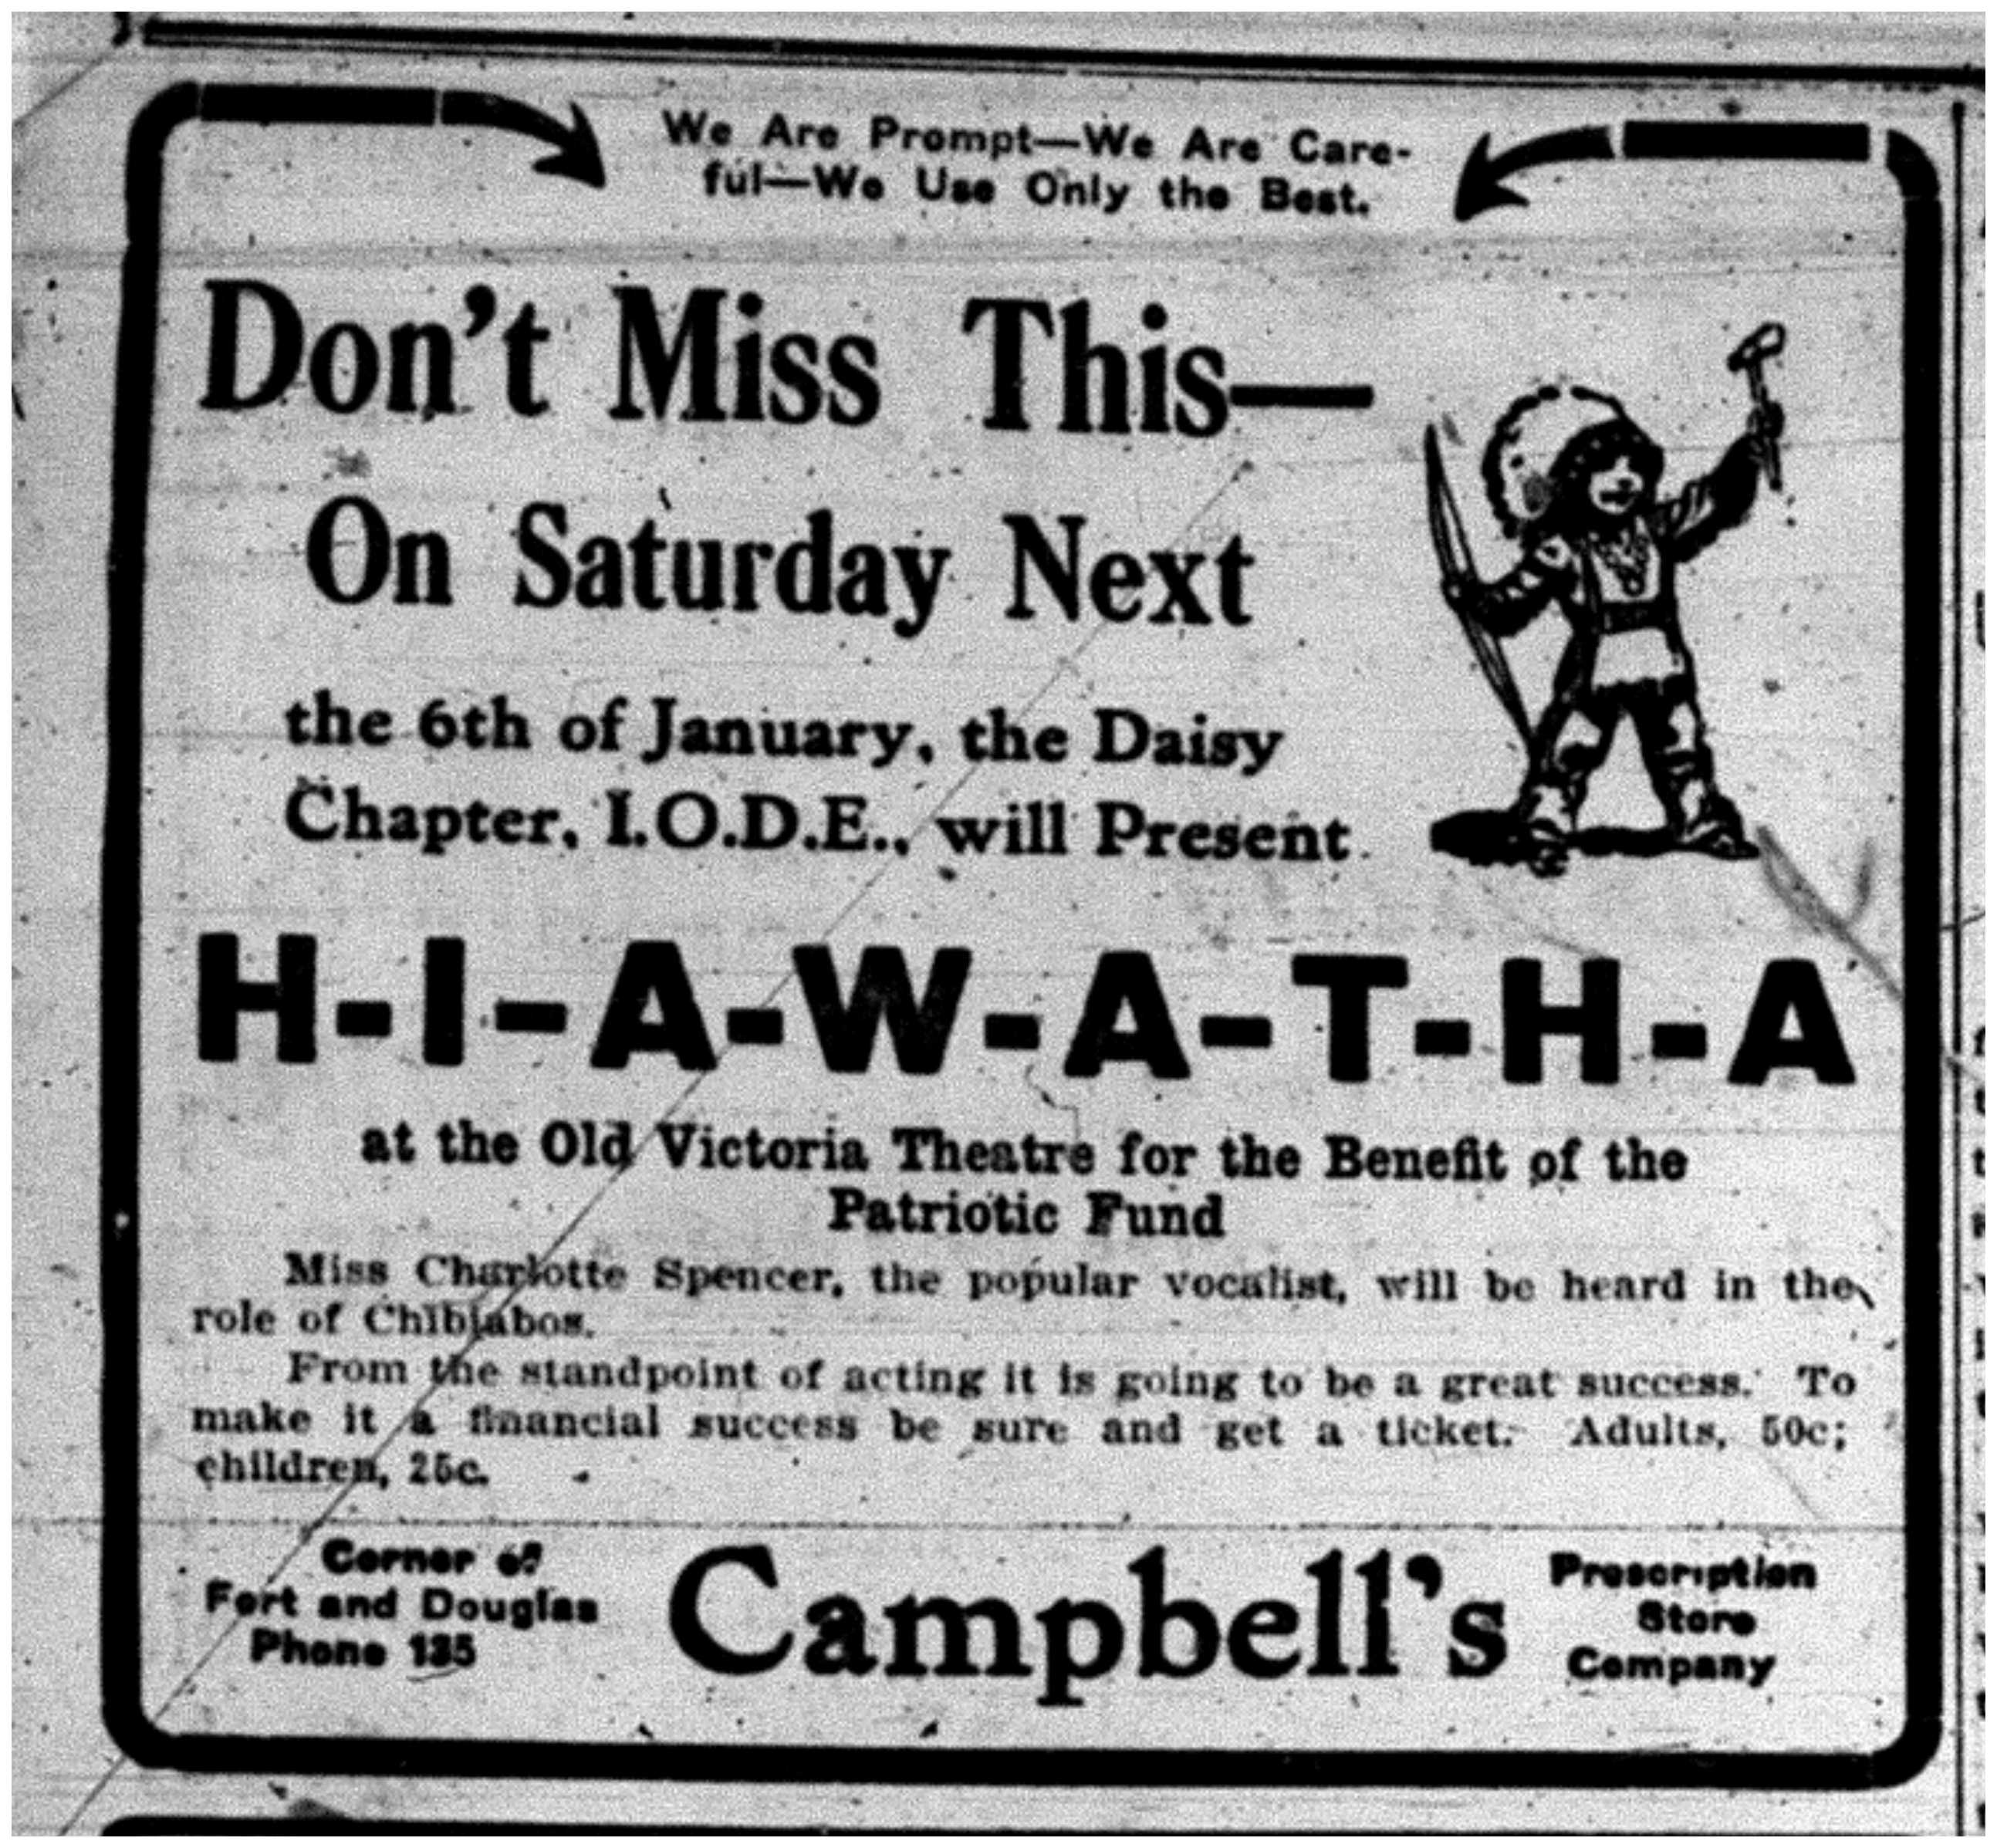 We Are Prompt—We Are Care-
ful—We Use Only the Best.
Don't Miss This—
On Saturday Next
the 6th of January, the Daisy
Chapter, I.O.D.E., will Present
H-I-A-W-A-T-H-A
at the Old Victoria Theatre for the Benefit of the
Patriotic Fund
Miss Charlotte Spencer, the popular vocalist, will be heard in the
role of Chibiabos.
From the standpoint of acting it is going to be a great success. To
make it a financial success be sure and get a ticket. Adults, 50c;
children, 25c.
Corner of
Fort and Douglas
Phone 135
Campbell's
Prescription
Store
Company